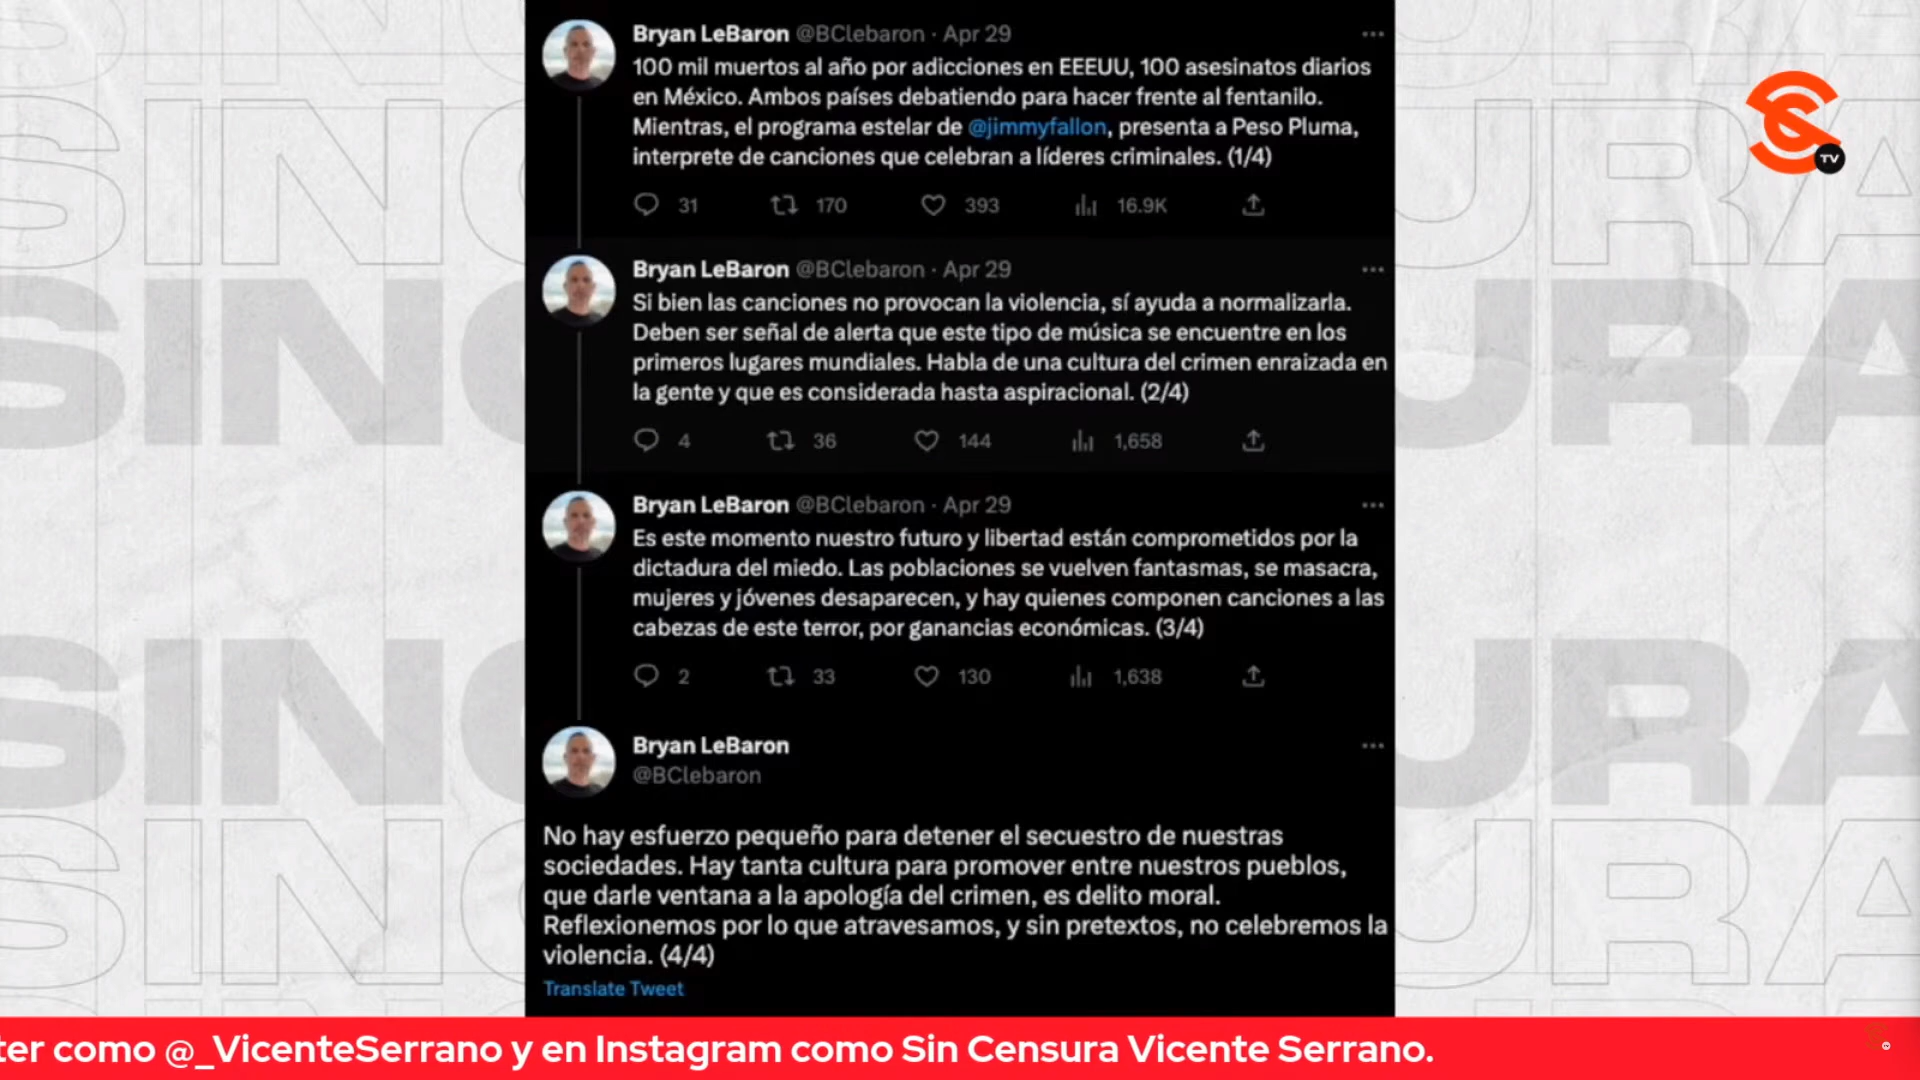 Bryan LeBaron @BClebaron · Apr 29
100 mil muertos al año por adicciones en EEEUU, 100 asesinatos diarios
en México. Ambos países debatiendo para hacer frente al fentanilo.
Mientras, el programa estelar de @jimmyfallon, presenta a Peso Pluma,
interprete de canciones que celebran a líderes criminales. (1/4)
31 170 393 16.9K
Bryan LeBaron @BClebaron · Apr 29
Si bien las canciones no provocan la violencia, sí ayuda a normalizarla.
Deben ser señal de alerta que este tipo de música se encuentre en los
primeros lugares mundiales. Habla de una cultura del crimen enraizada en
la gente y que es considerada hasta aspiracional. (2/4)
4 36 144 1,658
Bryan LeBaron @BClebaron · Apr 29
Es este momento nuestro futuro y libertad están comprometidos por la
dictadura del miedo. Las poblaciones se vuelven fantasmas, se masacra,
mujeres y jóvenes desaparecen, y hay quienes componen canciones a las
cabezas de este terror, por ganancias económicas. (3/4)
2 33 130 1,638
Bryan LeBaron
@BClebaron
No hay esfuerzo pequeño para detener el secuestro de nuestras
sociedades. Hay tanta cultura para promover entre nuestros pueblos,
que darle ventana a la apología del crimen, es delito moral.
Reflexionemos por lo que atravesamos, y sin pretextos, no celebremos la
violencia. (4/4)
Translate Tweet
TV
SINC URA
SINC URA
SINC URA
SINC URA
SINC URA
ter como @_VicenteSerrano y en Instagram como Sin Censura Vicente Serrano.